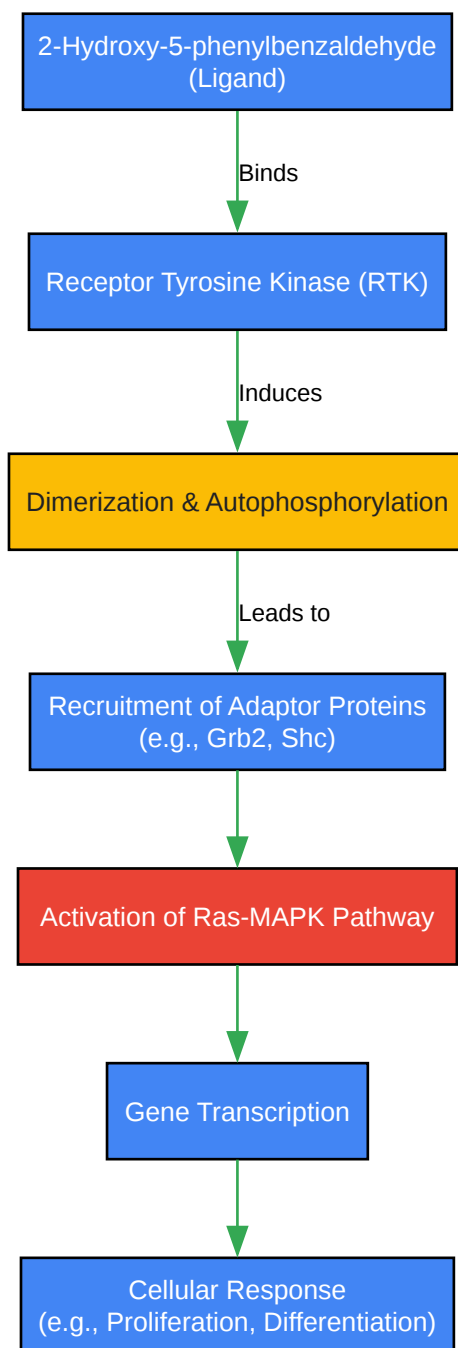 2-Hydroxy-5-phenylbenzaldehyde
(Ligand)
Binds
Receptor Tyrosine Kinase (RTK)
Induces
Dimerization & Autophosphorylation
Leads to
Recruitment of Adaptor Proteins
(e.g., Grb2, Shc)
Activation of Ras-MAPK Pathway
Gene Transcription
Cellular Response
(e.g., Proliferation, Differentiation)